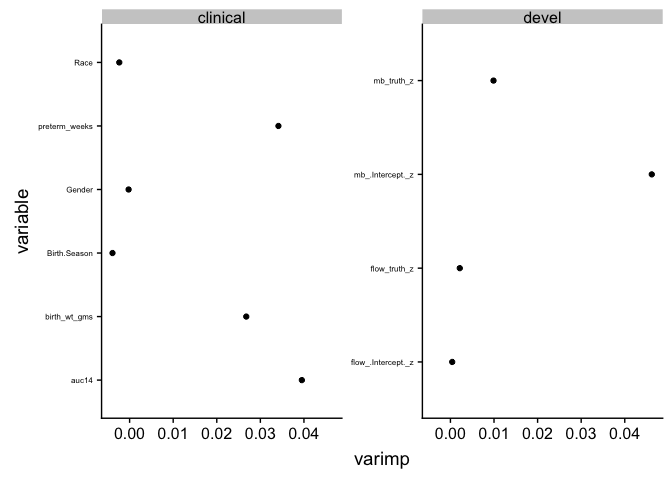 clinical
devel
variable
Race
preterm_weeks
Gender
Birth.Season
birth_wt_gms
auc14
mb_truth_z
mb_.Intercept._z
flow_truth_z
flow_.Intercept._z
0.00 0.01 0.02 0.03 0.04
0.00 0.01 0.02 0.03 0.04
varimp